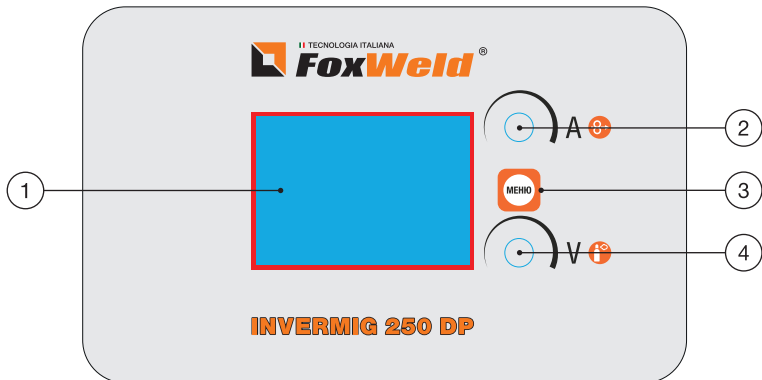 TECNOLOGIA ITALIANA
FoxWeld®
A
2
1
МЕНЮ
3
V
4
INVERMIG 250 DP